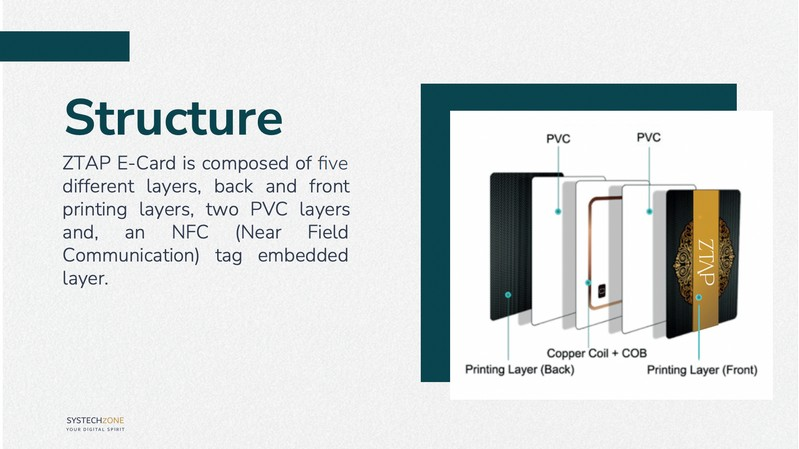 Structure
ZTAP E-Card is composed of five
different layers, back and front
printing layers, two PVC layers
and, an NFC (Near Field
Communication) tag embedded
layer.
PVC
PVC
ZTAP
Copper Coil + COB
Printing Layer (Back)
Printing Layer (Front)
SYSTECHZONE
YOUR DIGITAL SPIRIT